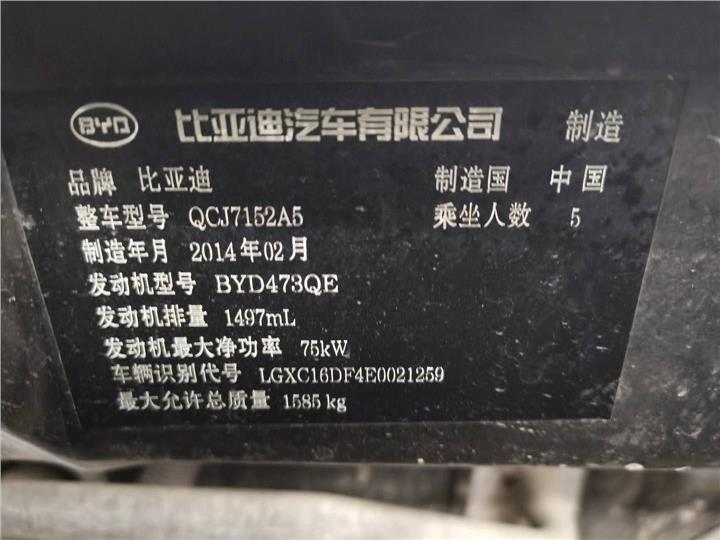 BYD 比亚迪汽车有限公司 制造
品牌 比亚迪 制造国 中国
整车型号 QCJ7152A5 乘坐人数 5
制造年月 2014年02月
发动机型号 BYD473QE
发动机排量 1497mL
发动机最大净功率 75kW
车辆识别代号 LGXC16DF4E0021259
最大允许总质量 1585kg